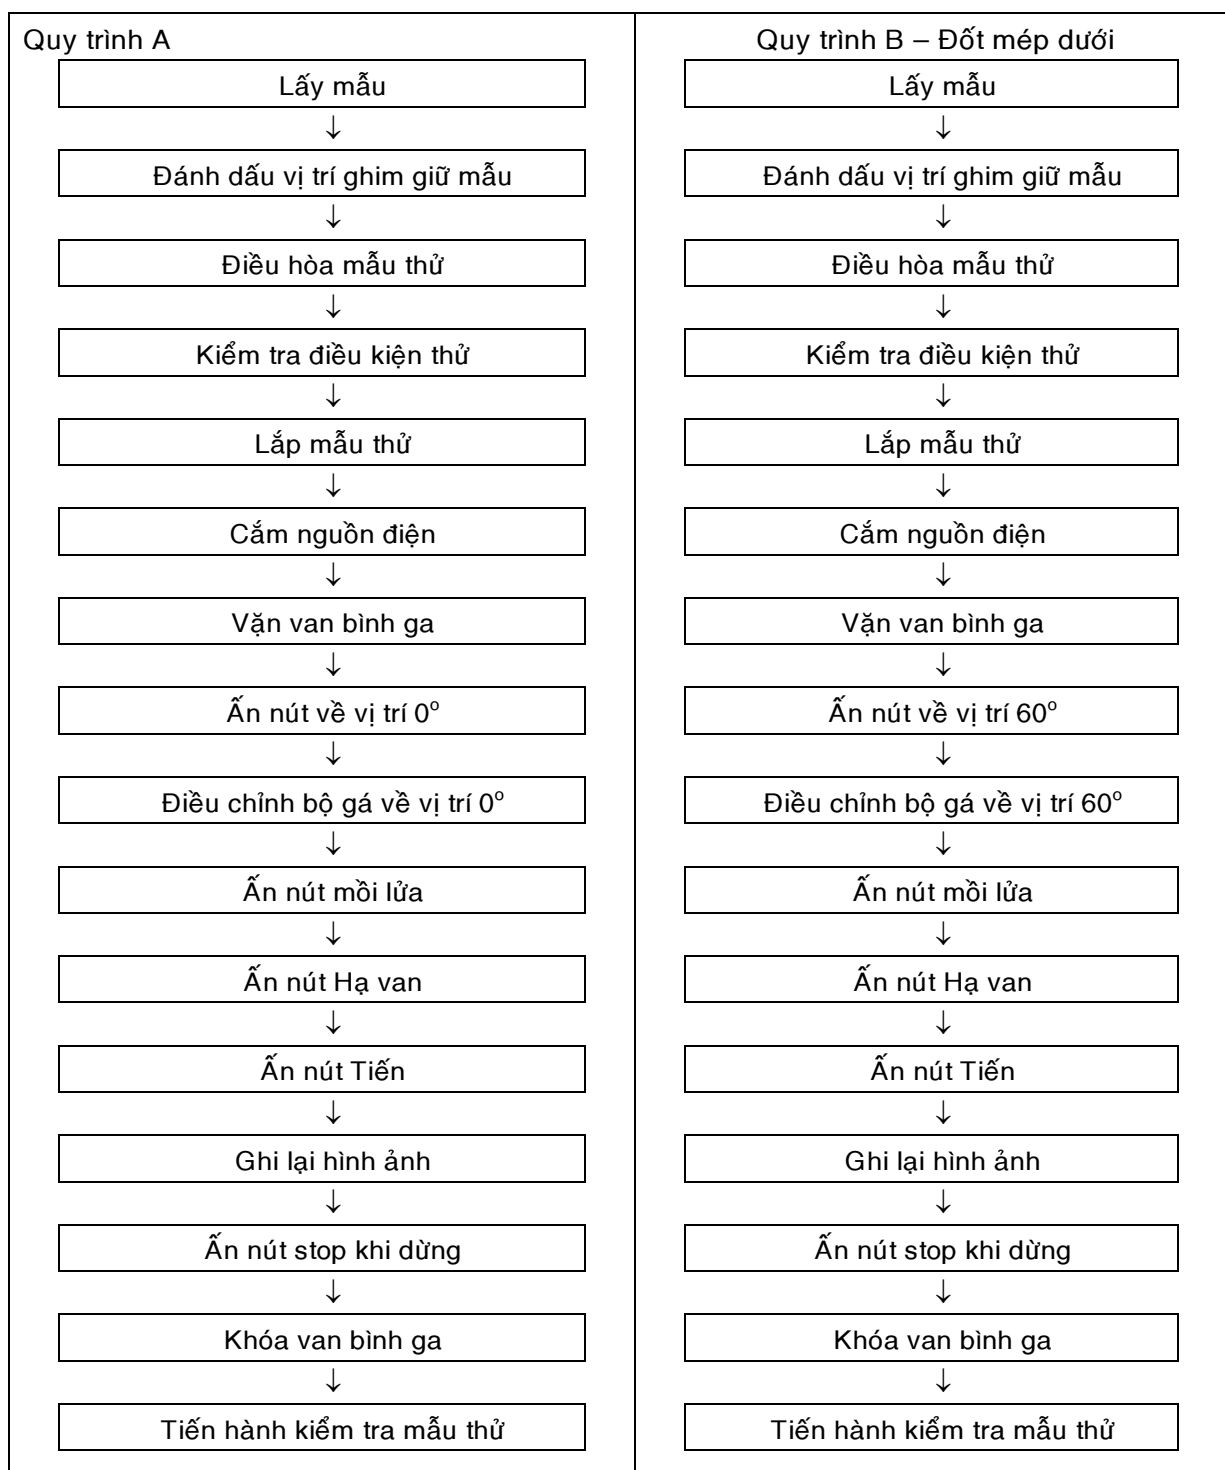 Quy trình A
Lấy mẫu
↓
Đánh dấu vị trí ghim giữ mẫu
↓
Điều hòa mẫu thử
↓
Kiểm tra điều kiện thử
↓
Lắp mẫu thử
↓
Cắm nguồn điện
↓
Vặn van bình ga
↓
Ấn nút về vị trí 0°
↓
Điều chỉnh bộ gá về vị trí 0°
↓
Ấn nút mồi lửa
↓
Ấn nút Hạ van
↓
Ấn nút Tiến
↓
Ghi lại hình ảnh
↓
Ấn nút stop khi dừng
↓
Khóa van bình ga
↓
Tiến hành kiểm tra mẫu thử
Quy trình B – Đốt mép dưới
Lấy mẫu
↓
Đánh dấu vị trí ghim giữ mẫu
↓
Điều hòa mẫu thử
↓
Kiểm tra điều kiện thử
↓
Lắp mẫu thử
↓
Cắm nguồn điện
↓
Vặn van bình ga
↓
Ấn nút về vị trí 60°
↓
Điều chỉnh bộ gá về vị trí 60°
↓
Ấn nút mồi lửa
↓
Ấn nút Hạ van
↓
Ấn nút Tiến
↓
Ghi lại hình ảnh
↓
Ấn nút stop khi dừng
↓
Khóa van bình ga
↓
Tiến hành kiểm tra mẫu thử